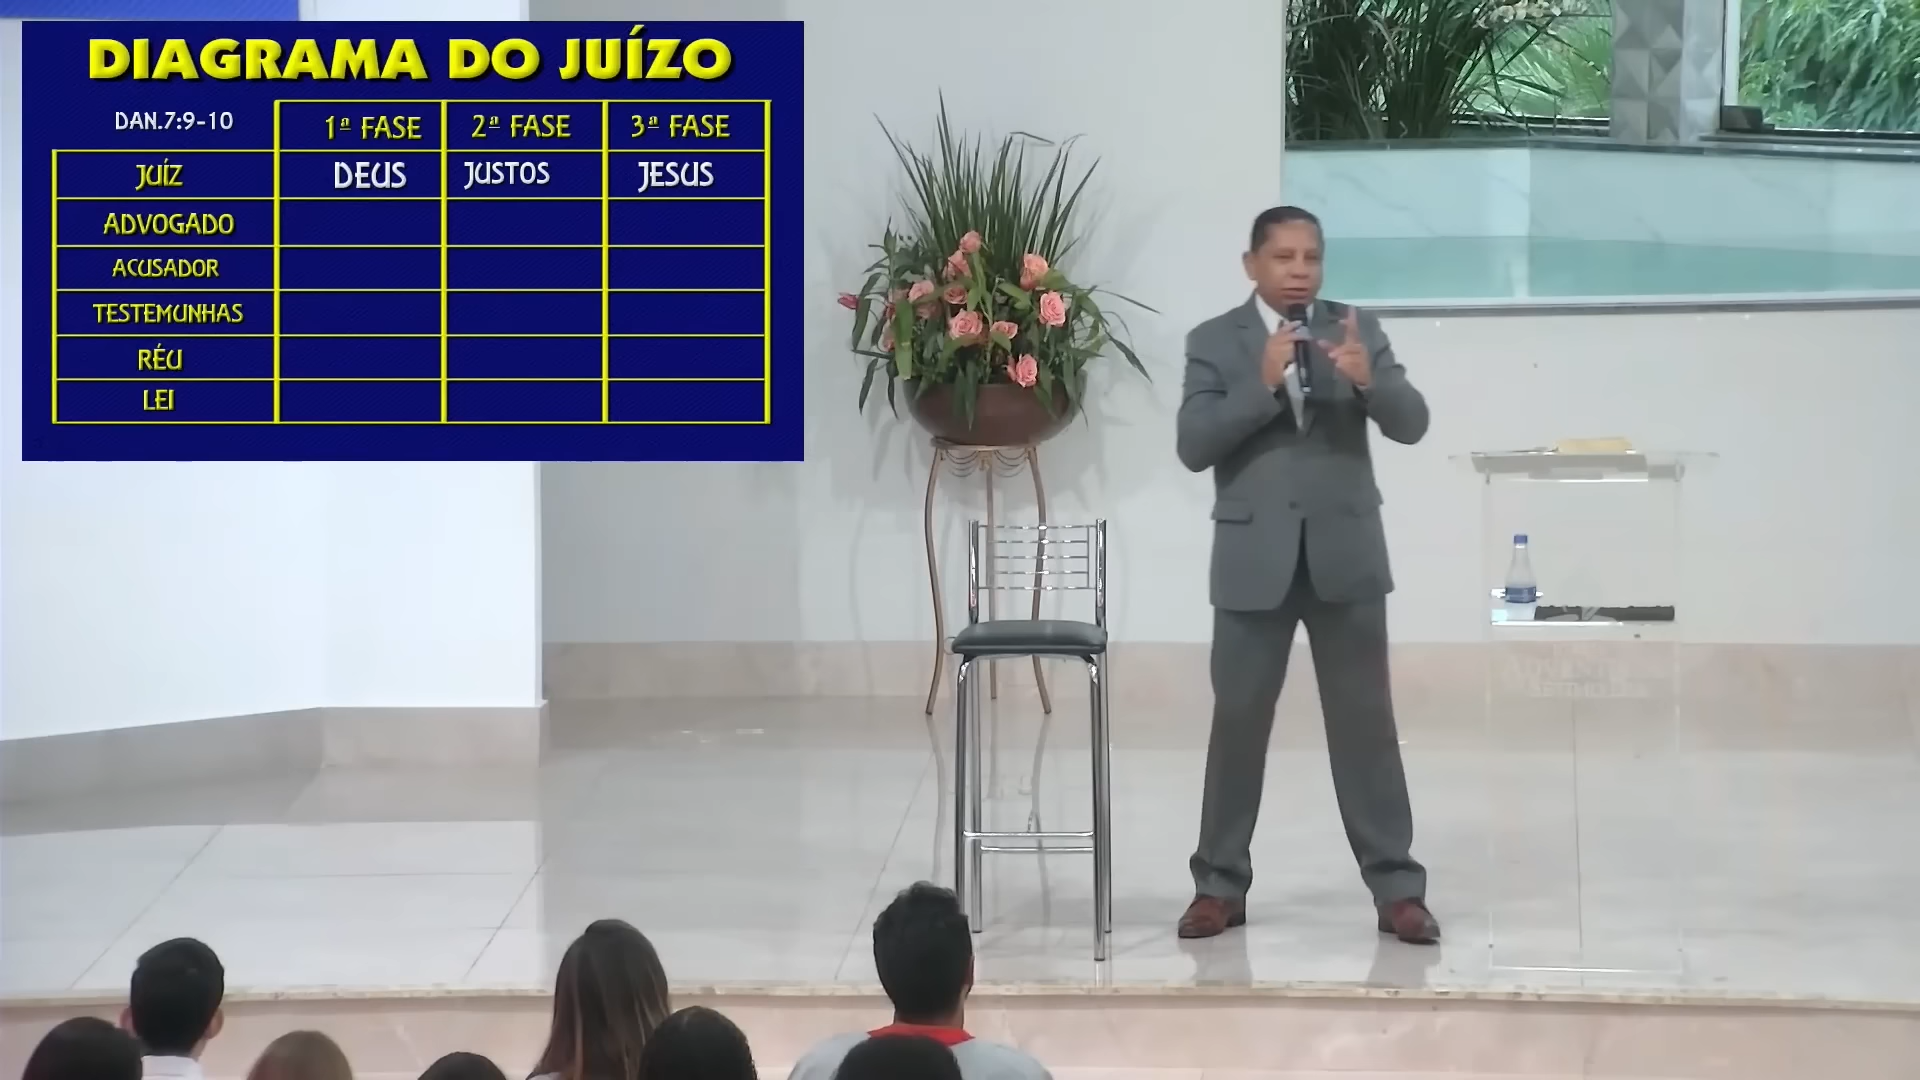 DIAGRAMA DO JUÍZO
DAN.7:9-10 1ª FASE 2ª FASE 3ª FASE
JUÍZ DEUS JUSTOS JESUS
ADVOGADO
ACUSADOR
TESTEMUNHAS
RÉU
LEI